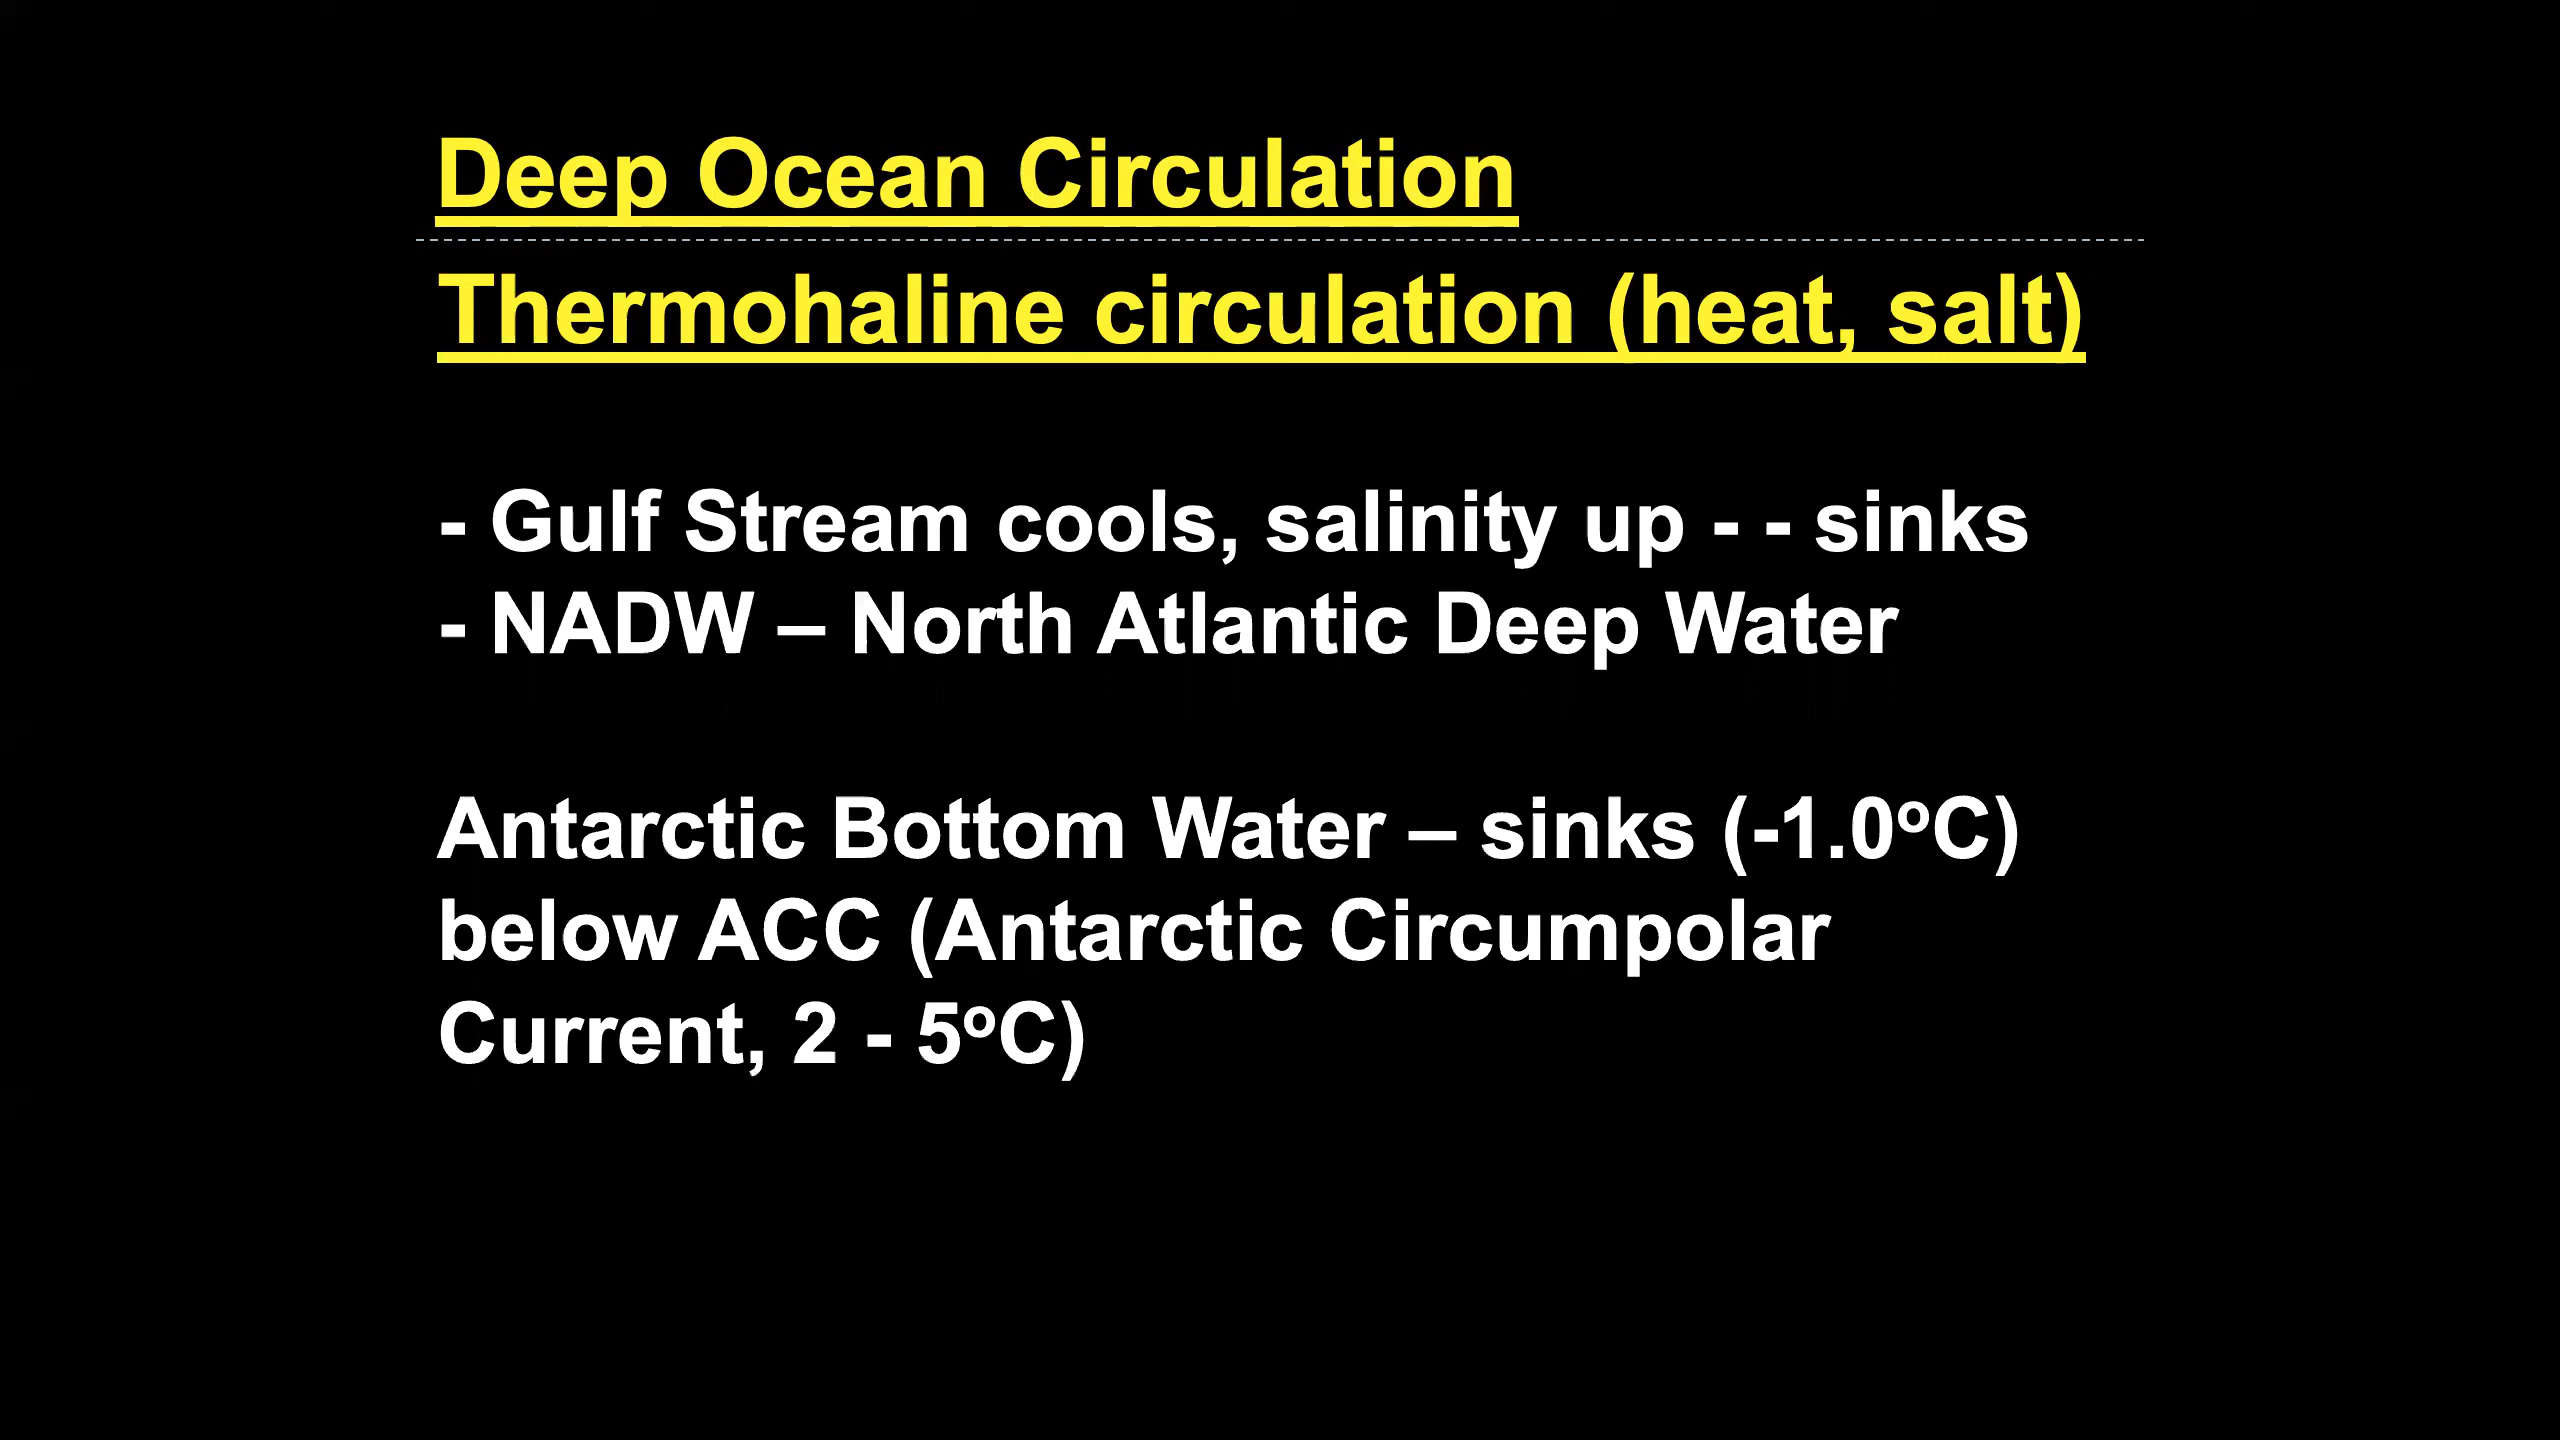 Deep Ocean Circulation
Thermohaline circulation (heat, salt)
- Gulf Stream cools, salinity up - - sinks
- NADW – North Atlantic Deep Water
Antarctic Bottom Water – sinks (-1.0ºC)
below ACC (Antarctic Circumpolar
Current, 2 - 5ºC)